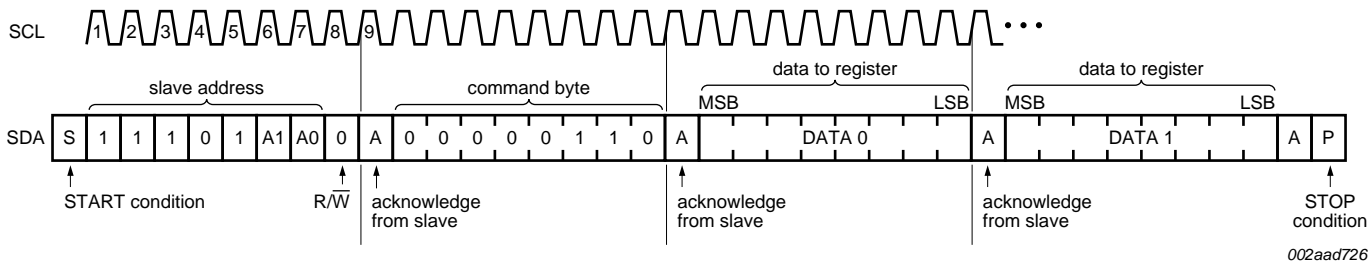 SCL 1 2 3 4 5 6 7 8 9 •••
slave address command byte data to register data to register
MSB LSB MSB LSB
SDA S 1 1 1 0 1 A1 A0 0 A 0 0 0 0 0 1 1 0 A DATA 0 A DATA 1 A P
START condition R/W̅ acknowledge acknowledge acknowledge STOP
from slave from slave from slave condition
002aad726